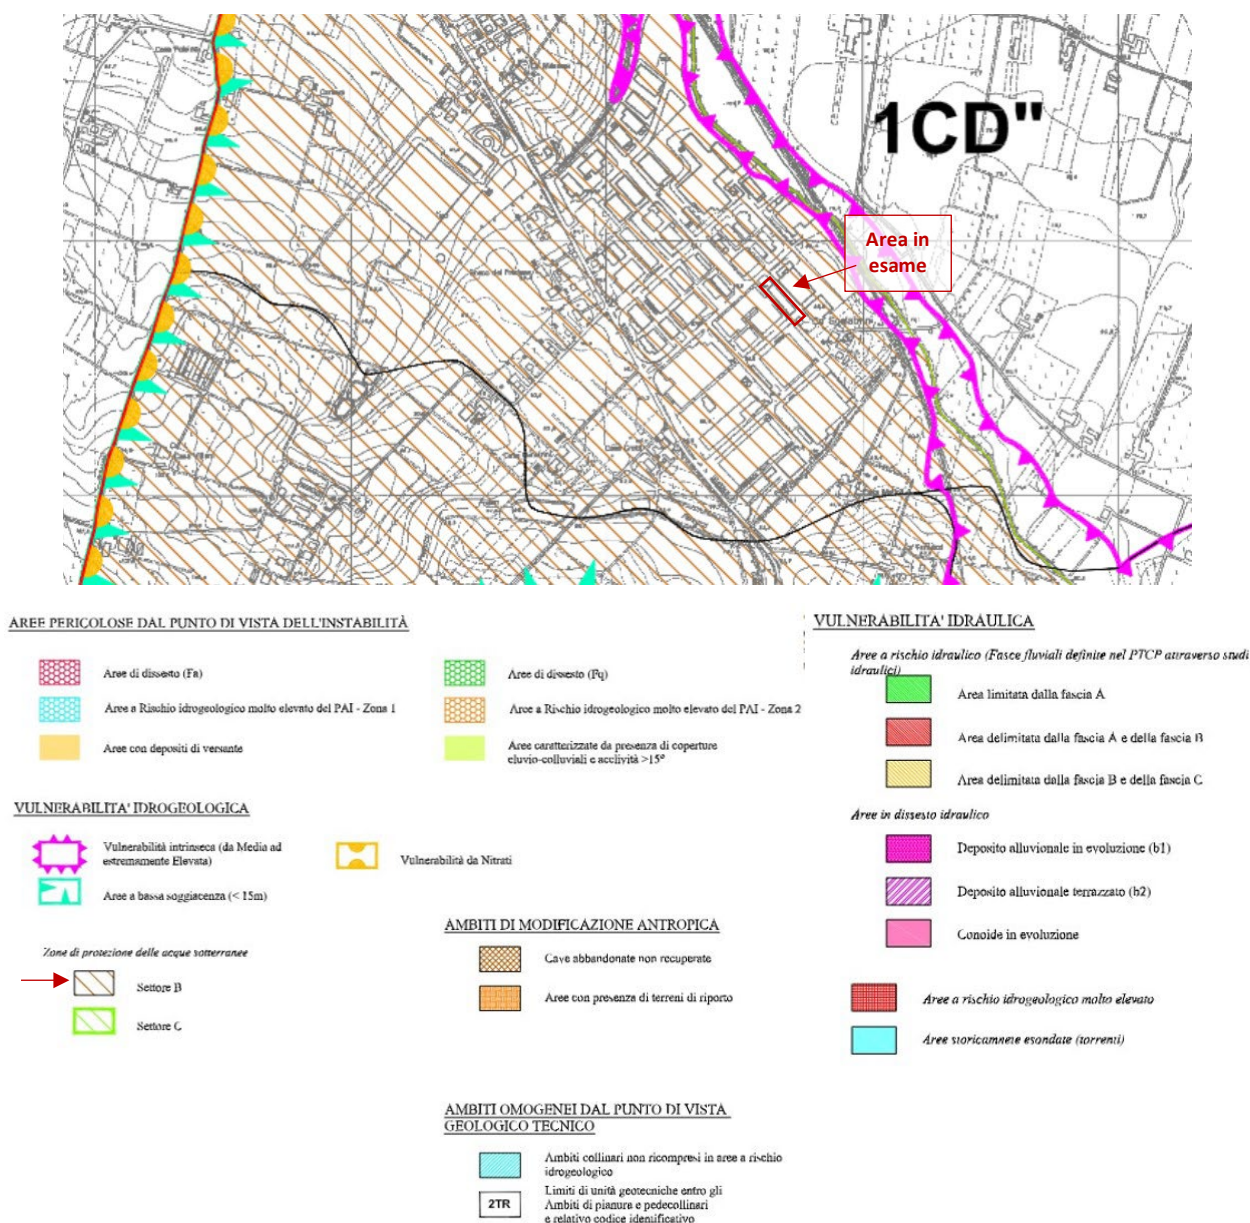 1CD"
Area in
esame
AREE PERICOLOSE DAL PUNTO DI VISTA DELL'INSTABILITÀ
Aree di dissesto (Fa)
Aree a Rischio idrogeologico molto elevato del PAI - Zona 1
Aree con depositi di versante
Aree di dissesto (Fq)
Aree a Rischio idrogeologico molto elevato del PAI - Zona 2
Aree caratterizzate da presenza di coperture
eluvio-colluviali e acclività >15°
VULNERABILITA' IDROGEOLOGICA
Vulnerabilità intrinseca (da Media ad
estremamente Elevata)
Aree a bassa soggiacenza (< 15m)
Vulnerabilità da Nitrati
Zone di protezione delle acque sotterranee
Settore B
Settore C
AMBITI DI MODIFICAZIONE ANTROPICA
Cave abbandonate non recuperate
Aree con presenza di terreni di riporto
AMBITI OMOGENEI DAL PUNTO DI VISTA
GEOLOGICO TECNICO
Ambiti collinari non ricompresi in aree a rischio
idrogeologico
2TR
Limiti di unità geotecniche entro gli
Ambiti di pianura e pedecollinari
e relativo codice identificativo
VULNERABILITA' IDRAULICA
Aree a rischio idraulico (Fasce fluviali definite nel PTCP attraverso studi
idraulici)
Area limitata dalla fascia A
Area delimitata dalla fascia A e della fascia B
Area delimitata dalla fascia B e della fascia C
Aree in dissesto idraulico
Deposito alluvionale in evoluzione (b1)
Deposito alluvionale terrazzato (b2)
Conoide in evoluzione
Aree a rischio idrogeologico molto elevato
Aree storicamnete esondate (torrenti)